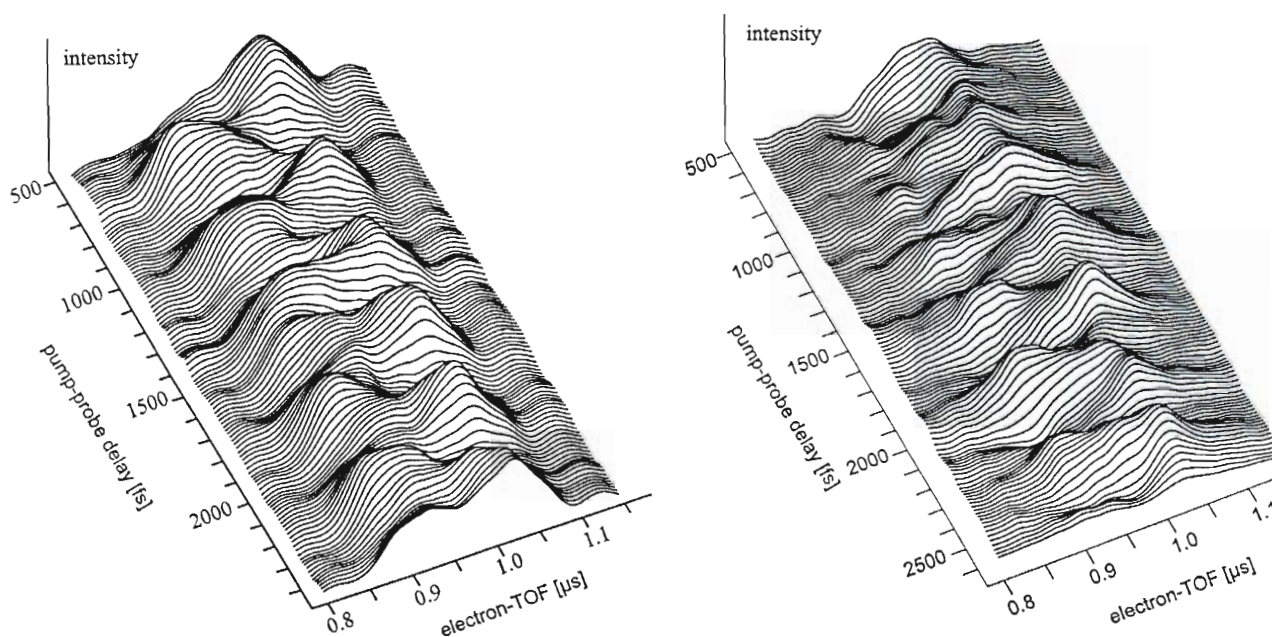 intensity
500
1000
1500
2000
pump-probe delay [fs]
0.8
0.9
1.0
1.1
electron-TOF [µs]
intensity
500
1000
1500
2000
2500
pump-probe delay [fs]
0.8
0.9
1.0
1.1
electron-TOF [µs]